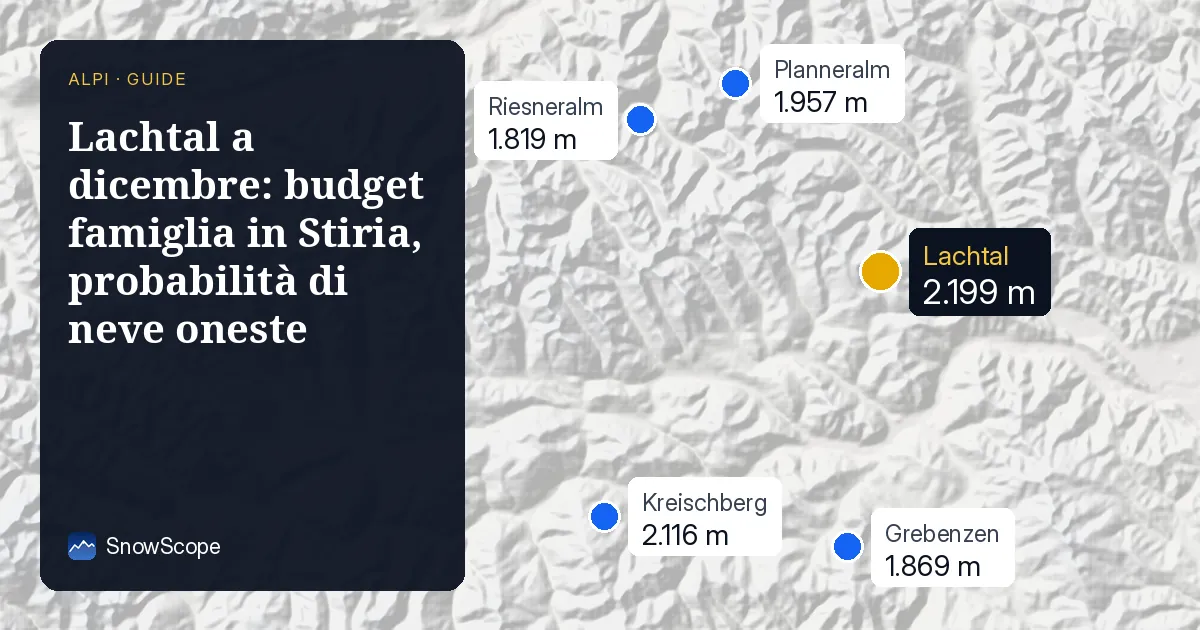 ALPI · GUIDE
Lachtal a
dicembre: budget
famiglia in Stiria,
probabilità di
neve oneste
SnowScope
Riesneralm
1.819 m
Planneralm
1.957 m
Lachtal
2.199 m
Kreischberg
2.116 m
Grebenzen
1.869 m